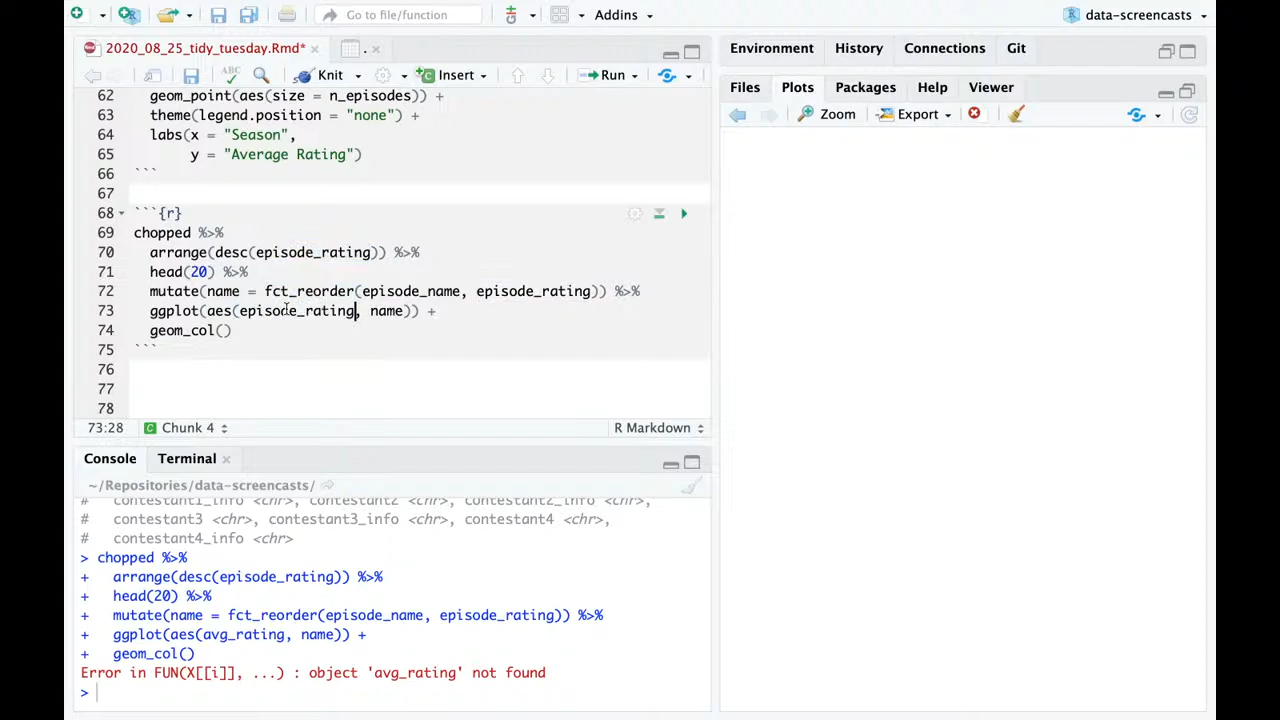 Go to file/function
Addins
data-screencasts
2020_08_25_tidy_tuesday.Rmd*
.
ABC
Knit
Insert
Run
62 geom_point(aes(size = n_episodes)) +
63 theme(legend.position = "none") +
64 labs(x = "Season",
65 y = "Average Rating")
66 ```
67
68 ```{r}
69 chopped %>%
70 arrange(desc(episode_rating)) %>%
71 head(20) %>%
72 mutate(name = fct_reorder(episode_name, episode_rating)) %>%
73 ggplot(aes(episode_rating, name)) +
74 geom_col()
75 ```
76
77
78
73:28 Chunk 4 R Markdown
Console Terminal
~/Repositories/data-screencasts/
# contestant1_info <chr>, contestant2 <chr>, contestant2_info <chr>,
# contestant3 <chr>, contestant3_info <chr>, contestant4 <chr>,
# contestant4_info <chr>
> chopped %>%
+ arrange(desc(episode_rating)) %>%
+ head(20) %>%
+ mutate(name = fct_reorder(episode_name, episode_rating)) %>%
+ ggplot(aes(avg_rating, name)) +
+ geom_col()
Error in FUN(X[[i]], ...) : object 'avg_rating' not found
>
Environment History Connections Git
Files Plots Packages Help Viewer
Zoom Export